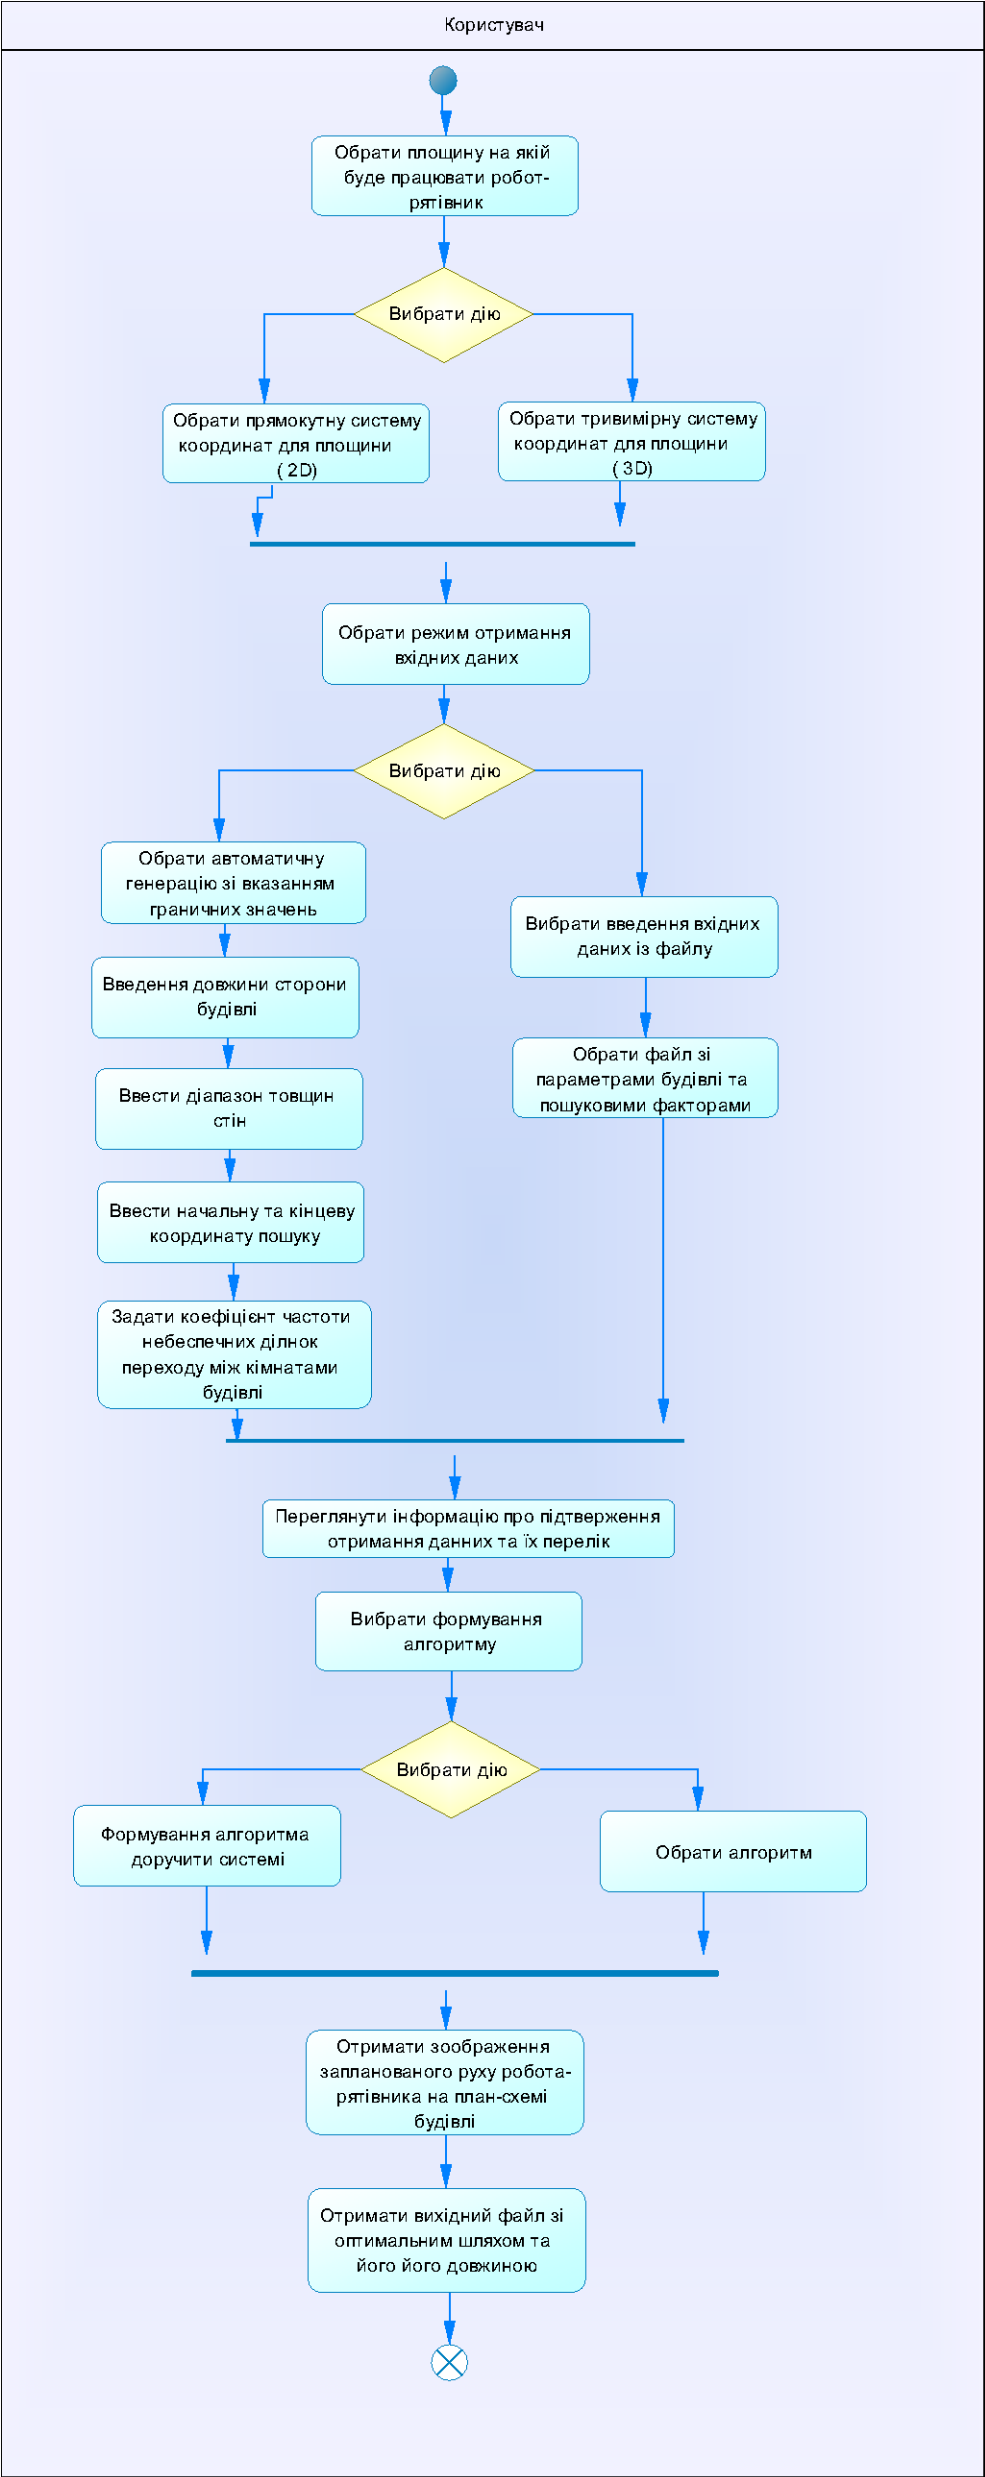 Користувач
Обрати площину на якій
буде працювати робот-
рятівник
Вибрати дію
Обрати прямокутну систему
координат для площини
( 2D)
Обрати тривимірну систему
координат для площини
( 3D)
Обрати режим отримання
вхідних даних
Вибрати дію
Обрати автоматичну
генерацію зі вказанням
граничних значень
Введення довжини сторони
будівлі
Ввести діапазон товщин
стін
Ввести начальну та кінцеву
координату пошуку
Задати коефіцієнт частоти
небеспечних ділнок
переходу між кімнатами
будівлі
Вибрати введення вхідних
даних із файлу
Обрати файл зі
параметрами будівлі та
пошуковими факторами
Переглянути інформацію про підтверження
отримання данних та їх перелік
Вибрати формування
алгоритму
Вибрати дію
Формування алгоритма
доручити системі
Обрати алгоритм
Отримати зоображення
запланованого руху робота-
рятівника на план-схемі
будівлі
Отримати вихідний файл зі
оптимальним шляхом та
його його довжиною